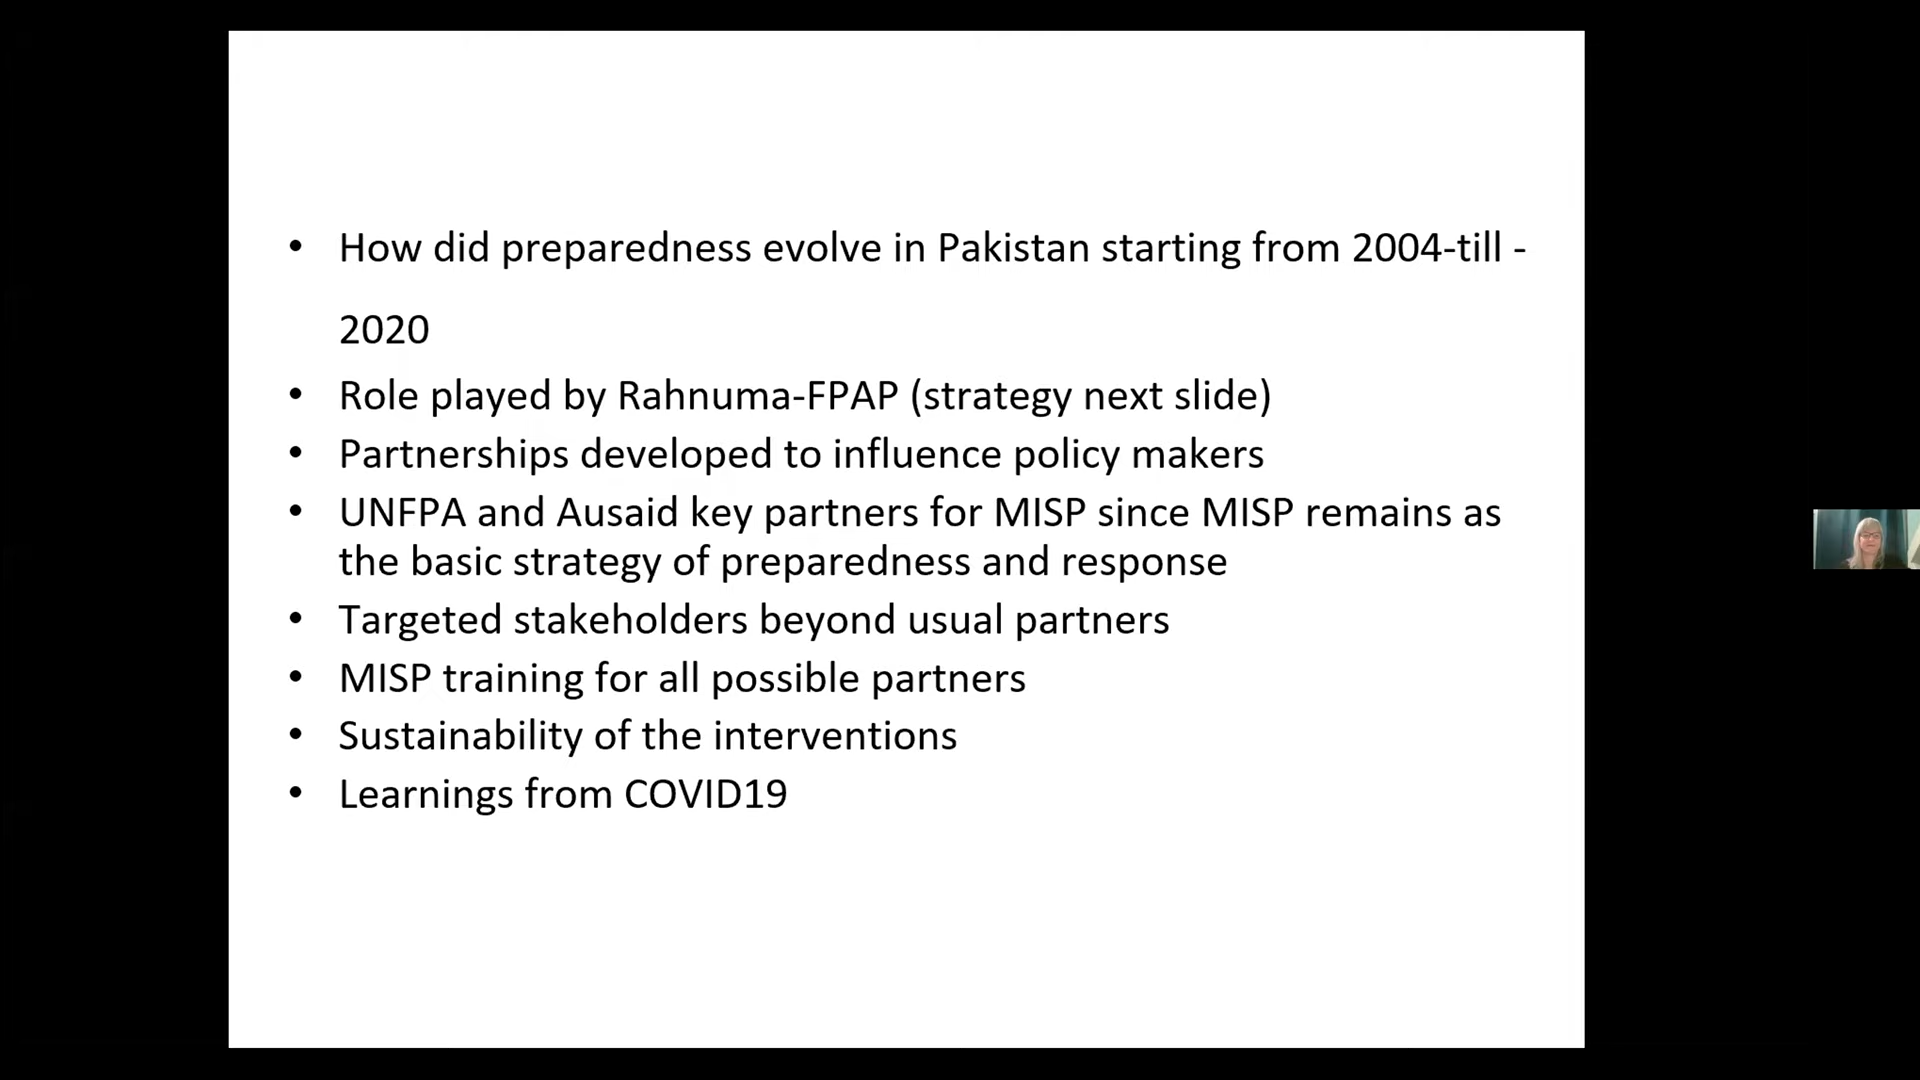 • How did preparedness evolve in Pakistan starting from 2004-till -
2020
• Role played by Rahnuma-FPAP (strategy next slide)
• Partnerships developed to influence policy makers
• UNFPA and Ausaid key partners for MISP since MISP remains as
the basic strategy of preparedness and response
• Targeted stakeholders beyond usual partners
• MISP training for all possible partners
• Sustainability of the interventions
• Learnings from COVID19